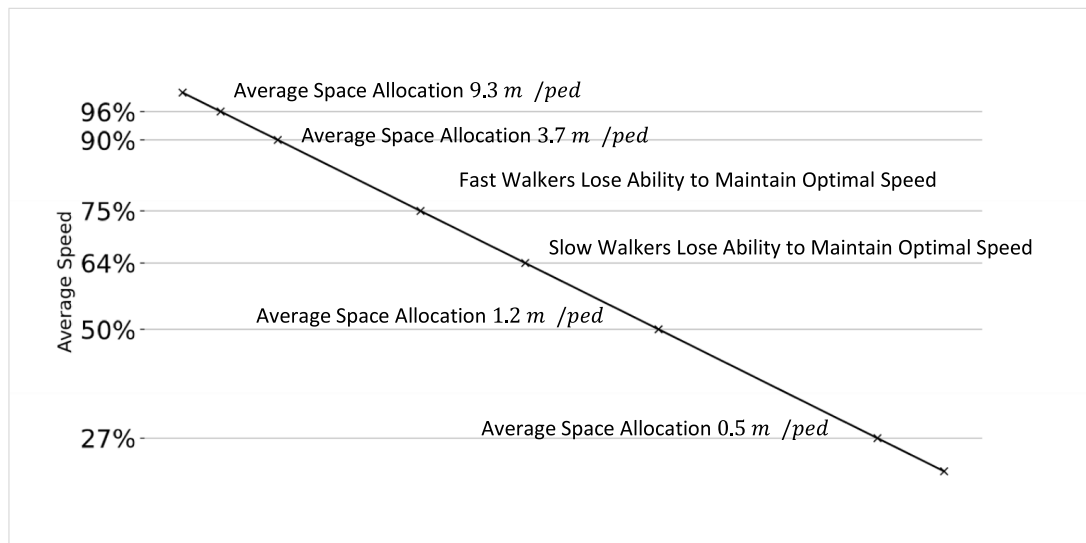 Average Space Allocation 9.3 m /ped
96%
90%
Average Space Allocation 3.7 m /ped
Fast Walkers Lose Ability to Maintain Optimal Speed
75%
Slow Walkers Lose Ability to Maintain Optimal Speed
64%
Average Speed
Average Space Allocation 1.2 m /ped
50%
Average Space Allocation 0.5 m /ped
27%